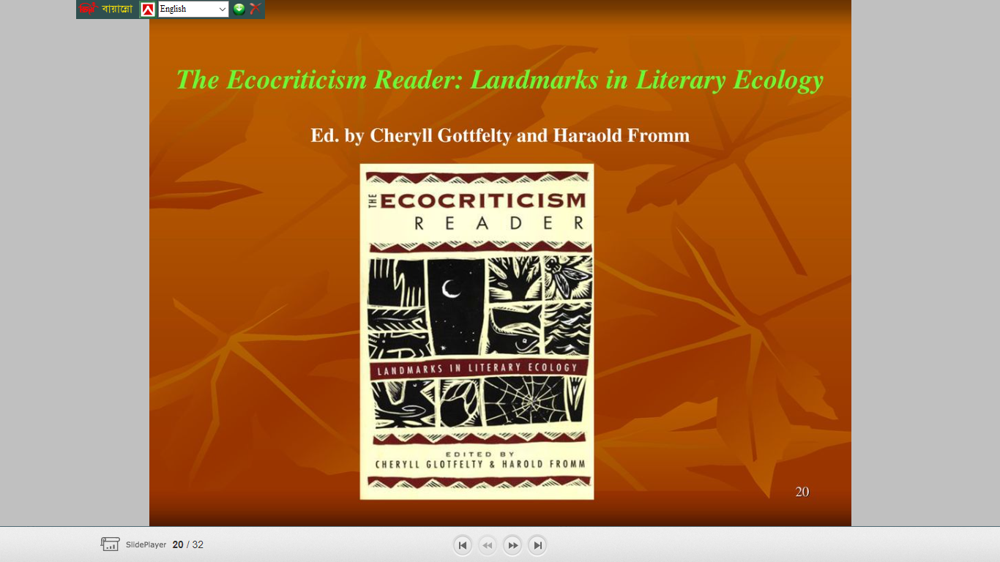 বায়ান্নো English
The Ecocriticism Reader: Landmarks in Literary Ecology
Ed. by Cheryll Gottfelty and Haraold Fromm
THE ECOCRITICISM
READER
LANDMARKS IN LITERARY ECOLOGY
EDITED BY
CHERYLL GLOTFELTY & HAROLD FROMM
20
SlidePlayer 20 / 32